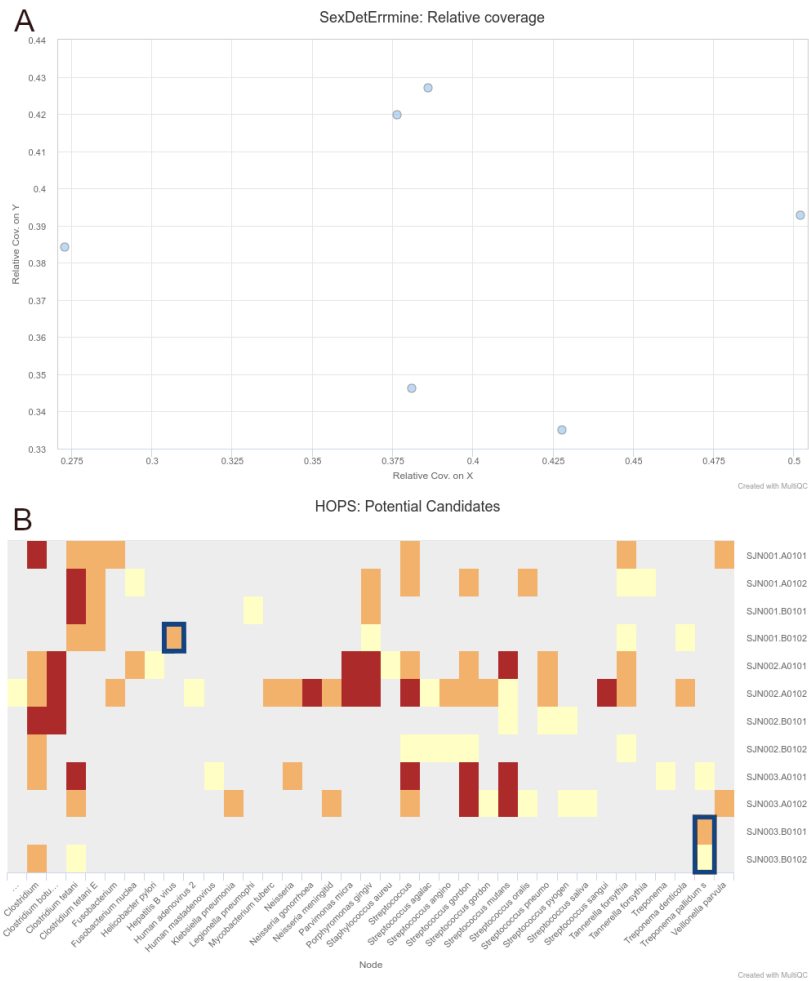 A
SexDetErrmine: Relative coverage
0.44
0.43
0.42
0.41
0.4
0.39
0.38
0.37
0.36
0.35
0.34
0.33
Relative Cov. on Y
0.275
0.3
0.325
0.35
0.375
0.4
0.425
0.45
0.475
0.5
Relative Cov. on X
Created with MultiQC
B
HOPS: Potential Candidates
SJN001.A0101
SJN001.A0102
SJN001.B0101
SJN001.B0102
SJN002.A0101
SJN002.A0102
SJN002.B0101
SJN002.B0102
SJN003.A0101
SJN003.A0102
SJN003.B0101
SJN003.B0102
...
Clostridium
Clostridium botu...
Clostridium tetani
Clostridium tetani E
Fusobacterium
Fusobacterium nuclea
Helicobacter pylori
Hepatitis B virus
Human adenovirus 2
Human mastadenovirus
Klebsiella pneumonia
Legionella pneumophi
Mycobacterium tuberc
Neisseria
Neisseria gonorrhoea
Neisseria meningitid
Parvimonas micra
Porphyromonas gingiv
Staphylococcus aureu
Streptococcus
Streptococcus agalac
Streptococcus angino
Streptococcus gordon
Streptococcus gordon
Streptococcus mutans
Streptococcus oralis
Streptococcus pneumo
Streptococcus pyogen
Streptococcus saliva
Streptococcus sangui
Tannerella forsythia
Tannerella forsythia
Treponema
Treponema denticola
Treponema pallidum s
Veillonella parvula
Node
Created with MultiQC